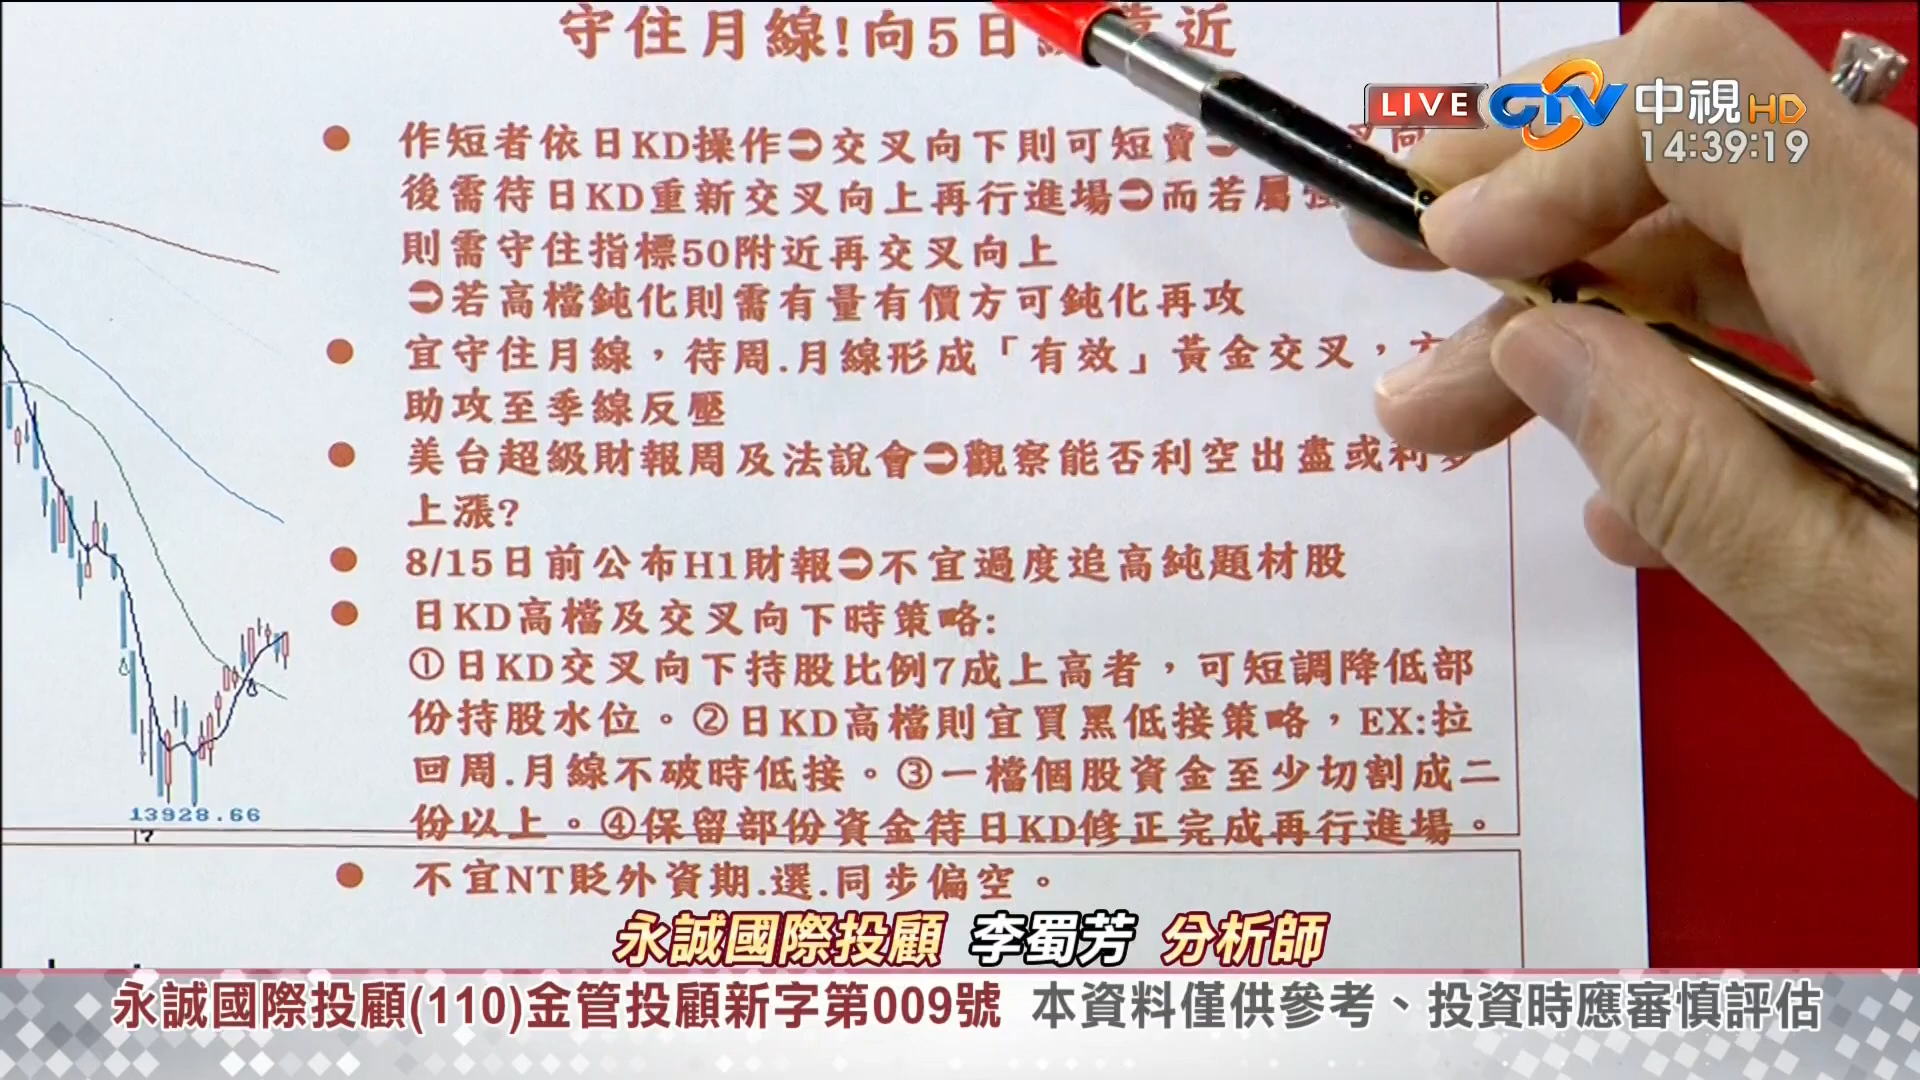 守住月線!向5日 靠近
LIVE CTV 中視 HD
14:39:19
● 作短者依日KD操作➲交叉向下則可短賣➲ 叉向
後需待日KD重新交叉向上再行進場➲而若屬強
則需守住指標50附近再交叉向上
➲若高檔鈍化則需有量有價方可鈍化再攻
● 宜守住月線，待周.月線形成「有效」黃金交叉，方
助攻至季線反壓
● 美台超級財報周及法說會➲觀察能否利空出盡或利多
上漲?
● 8/15日前公布H1財報➲不宜過度追高純題材股
● 日KD高檔及交叉向下時策略:
①日KD交叉向下持股比例7成上高者，可短調降低部
份持股水位。②日KD高檔則宜買黑低接策略，EX:拉
回周.月線不破時低接。③一檔個股資金至少切割成二
份以上。④保留部份資金待日KD修正完成再行進場。
● 不宜NT貶外資期.選.同步偏空。
13928.66
7
永誠國際投顧 李蜀芳 分析師
永誠國際投顧(110)金管投顧新字第009號 本資料僅供參考、投資時應審慎評估